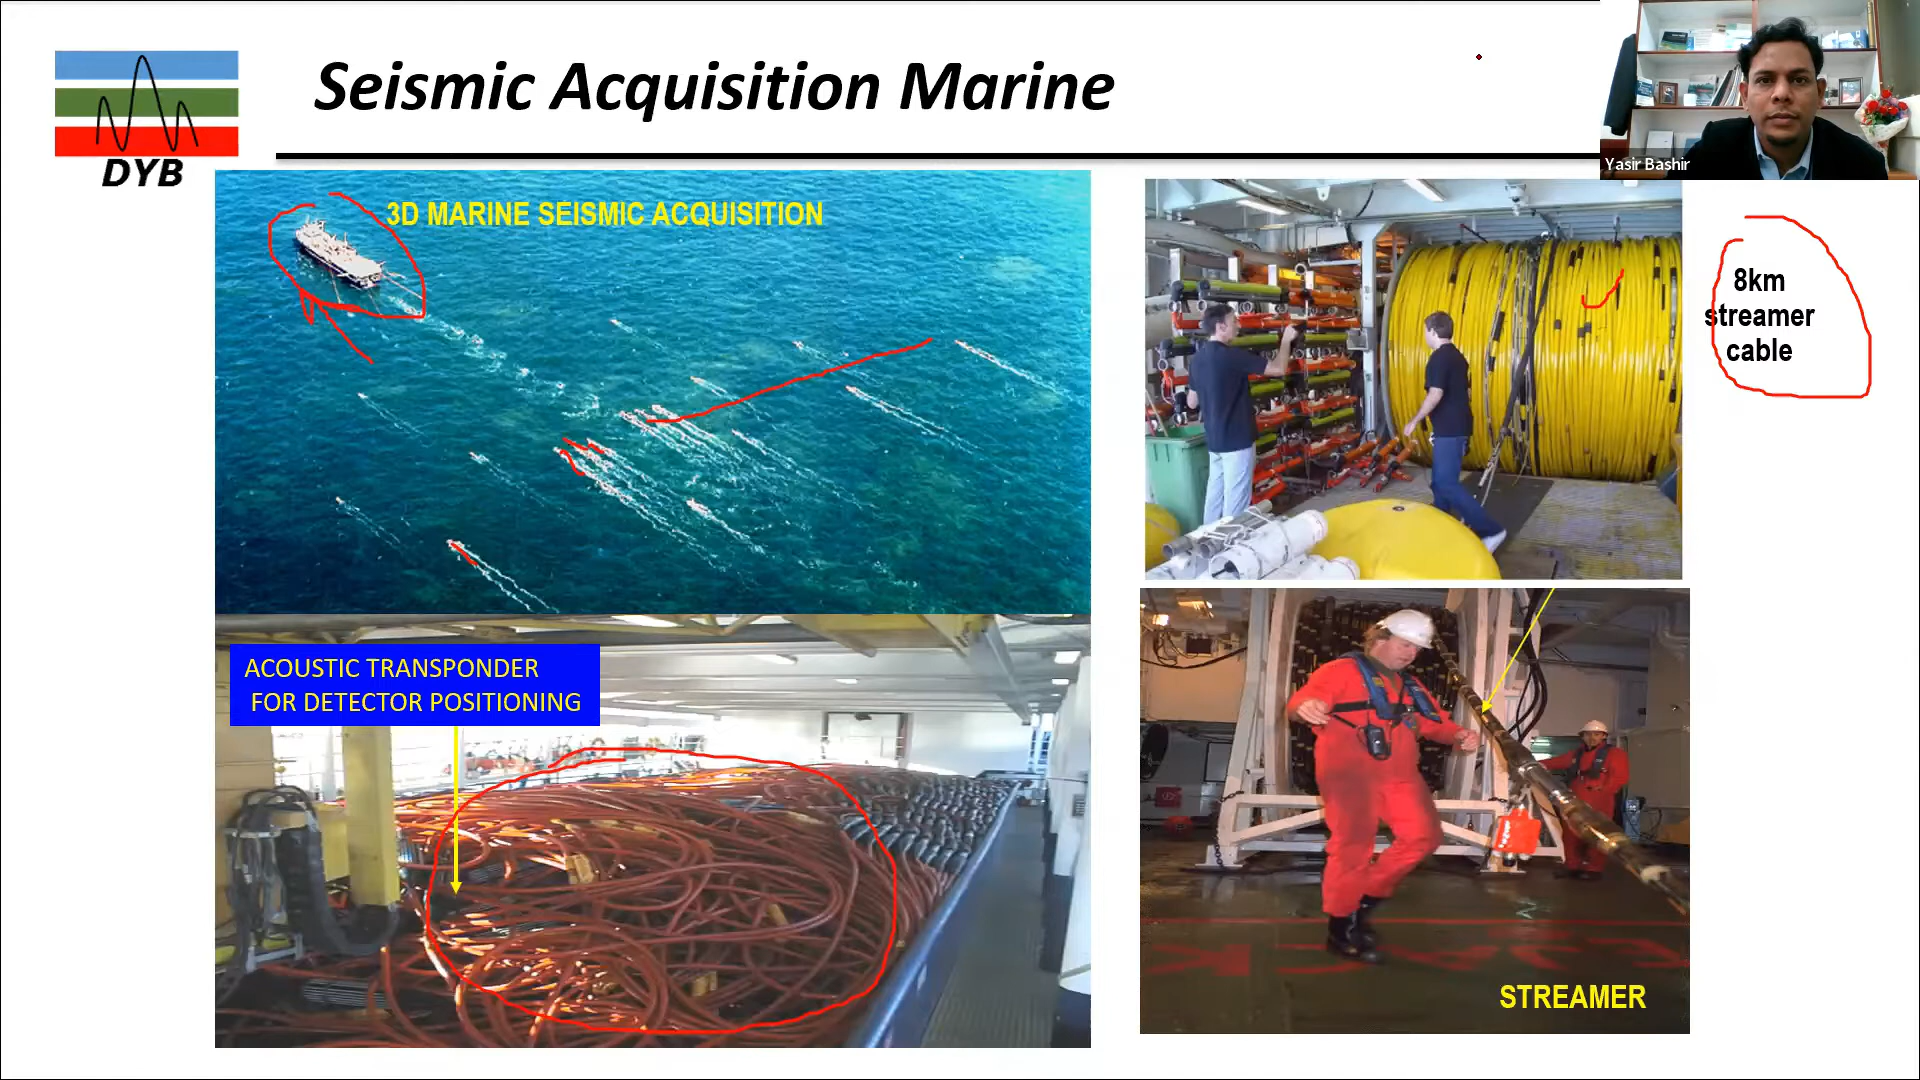 Seismic Acquisition Marine
DYB
Yasir Bashir
3D MARINE SEISMIC ACQUISITION
8km
streamer
cable
ACOUSTIC TRANSPONDER
FOR DETECTOR POSITIONING
STREAMER